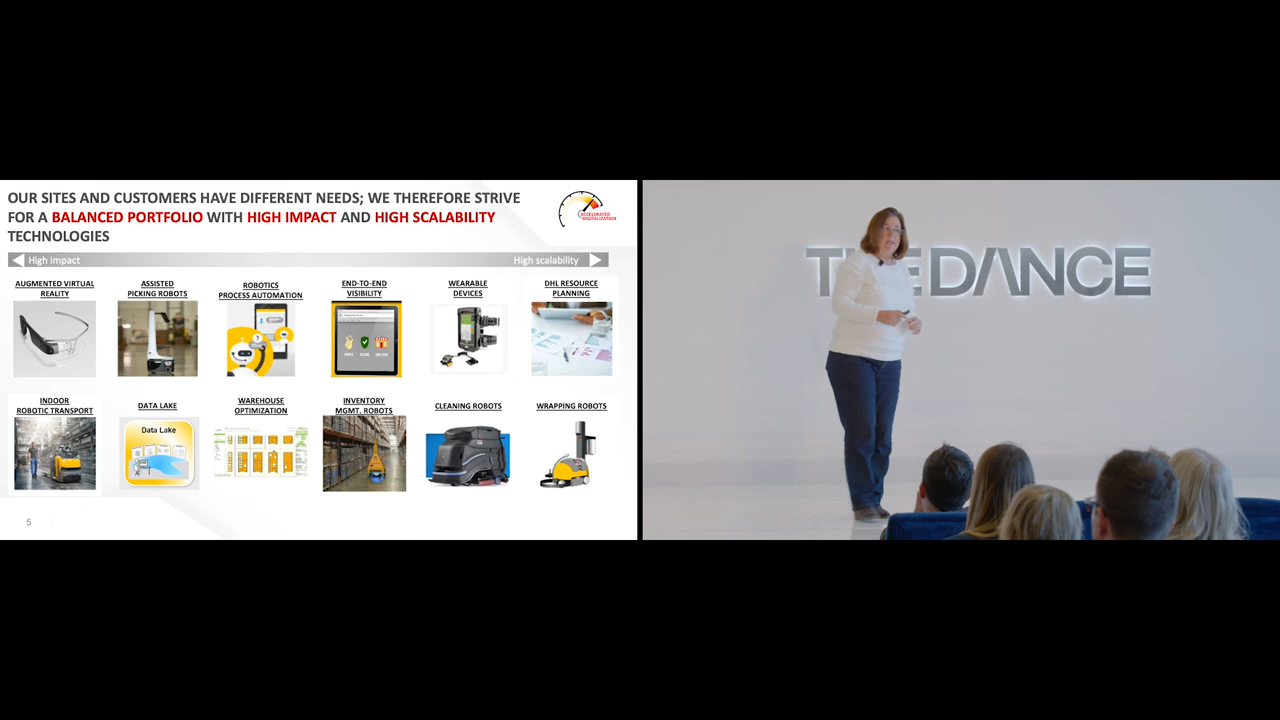 OUR SITES AND CUSTOMERS HAVE DIFFERENT NEEDS; WE THEREFORE STRIVE
FOR A BALANCED PORTFOLIO WITH HIGH IMPACT AND HIGH SCALABILITY
TECHNOLOGIES
ACCELERATED
DIGITALIZATION
High impact
High scalability
AUGMENTED VIRTUAL
REALITY
ASSISTED
PICKING ROBOTS
ROBOTICS
PROCESS AUTOMATION
END-TO-END
VISIBILITY
WEARABLE
DEVICES
DHL RESOURCE
PLANNING
INDOOR
ROBOTIC TRANSPORT
DATA LAKE
Data Lake
WAREHOUSE
OPTIMIZATION
INVENTORY
MGMT. ROBOTS
CLEANING ROBOTS
WRAPPING ROBOTS
5
DANCE